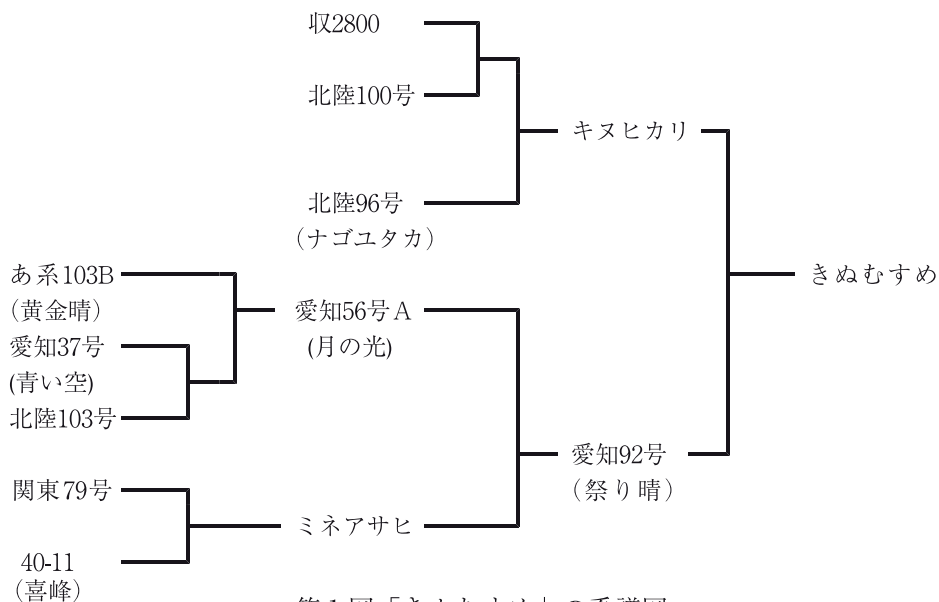 収2800
北陸100号
キヌヒカリ
北陸96号
（ナゴユタカ）
あ系103B
（黄金晴）
愛知37号
(青い空)
北陸103号
愛知56号A
(月の光)
きぬむすめ
関東79号
40-11
（喜峰）
ミネアサヒ
愛知92号
（祭り晴）